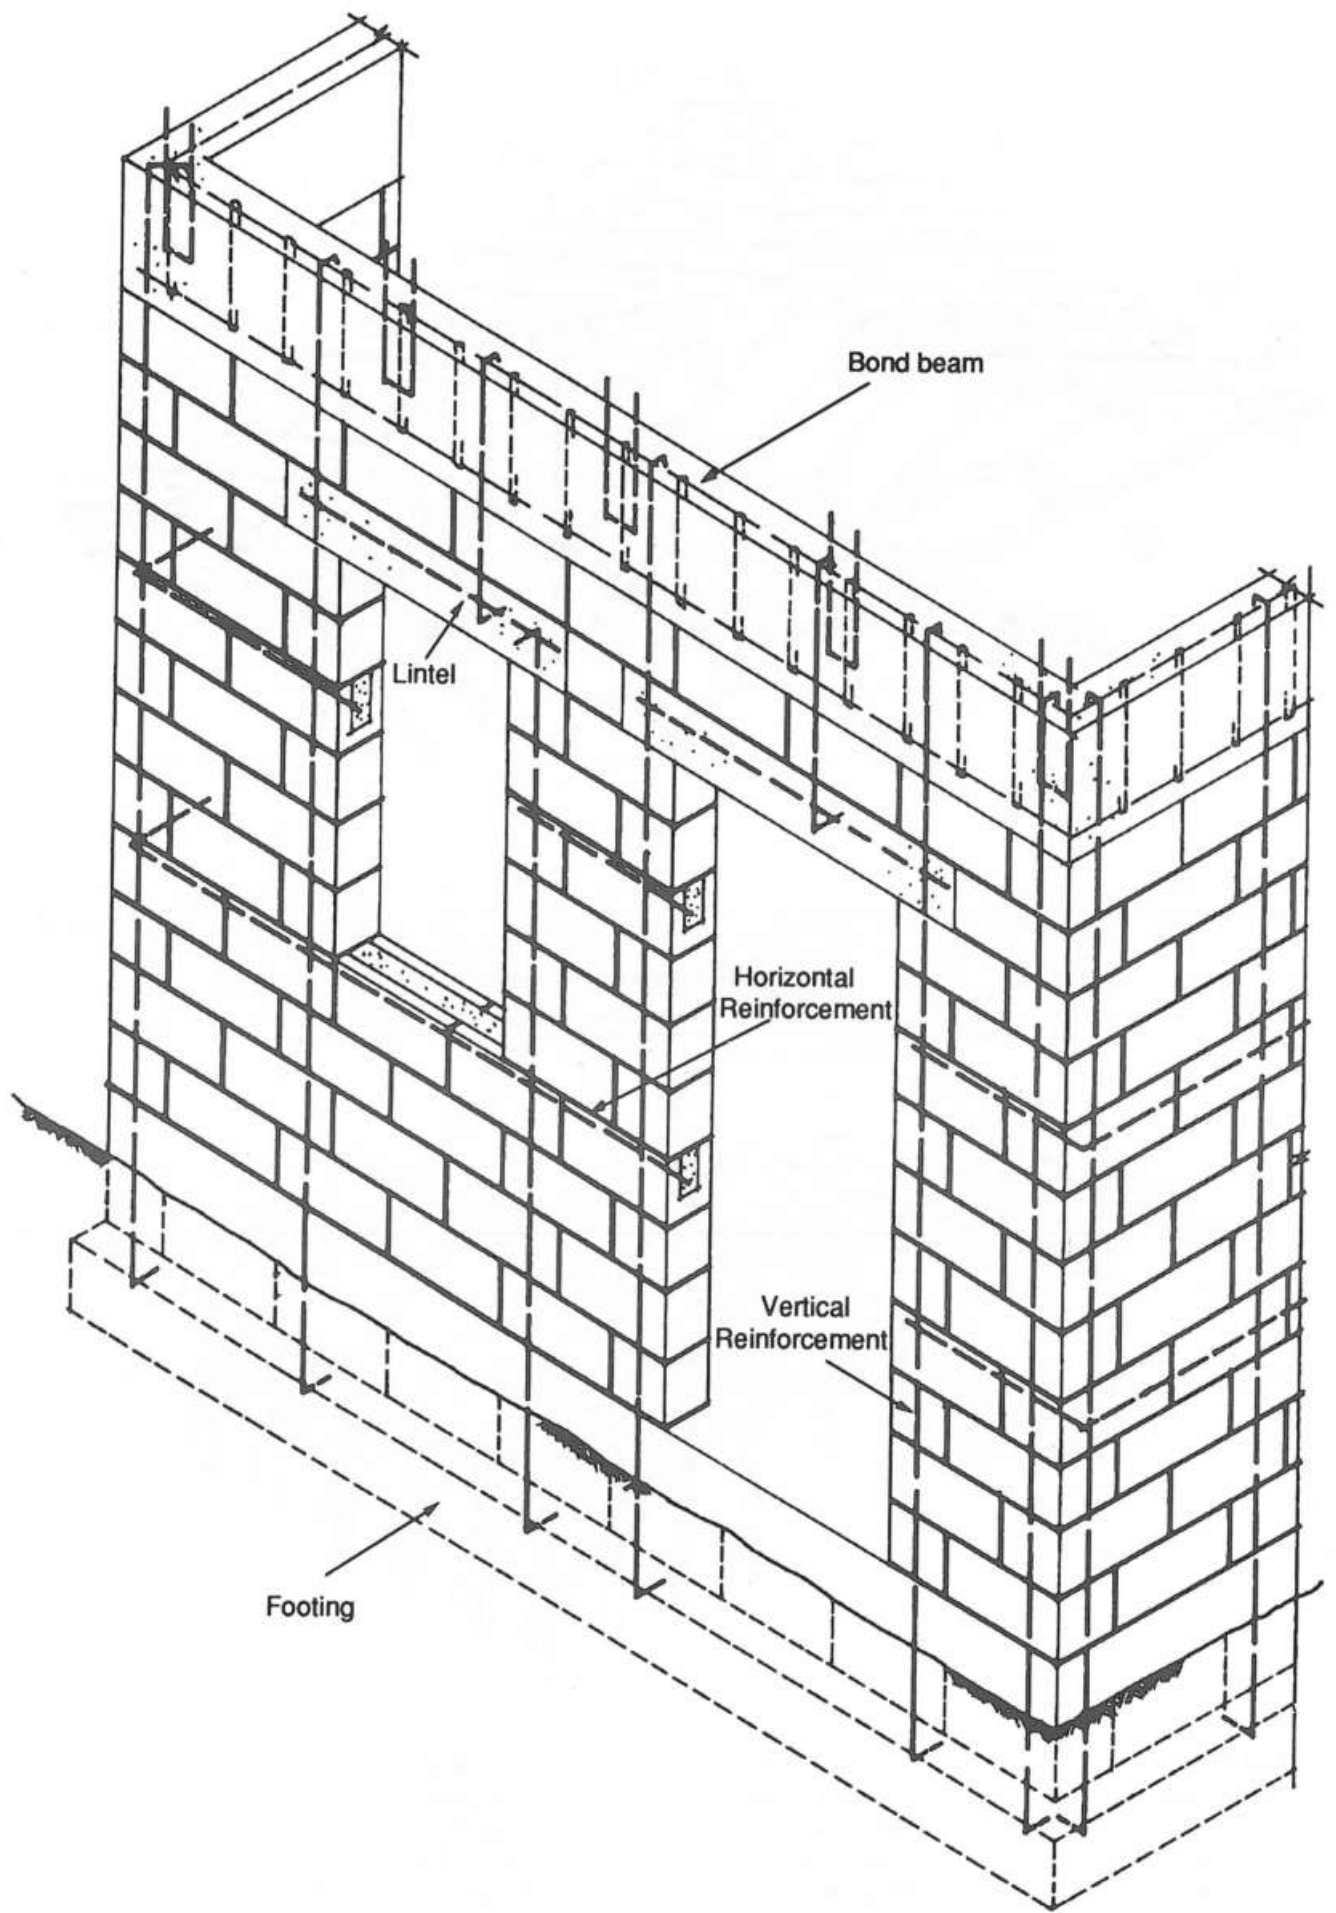 Bond beam
Lintel
Horizontal
Reinforcement
Vertical
Reinforcement
Footing